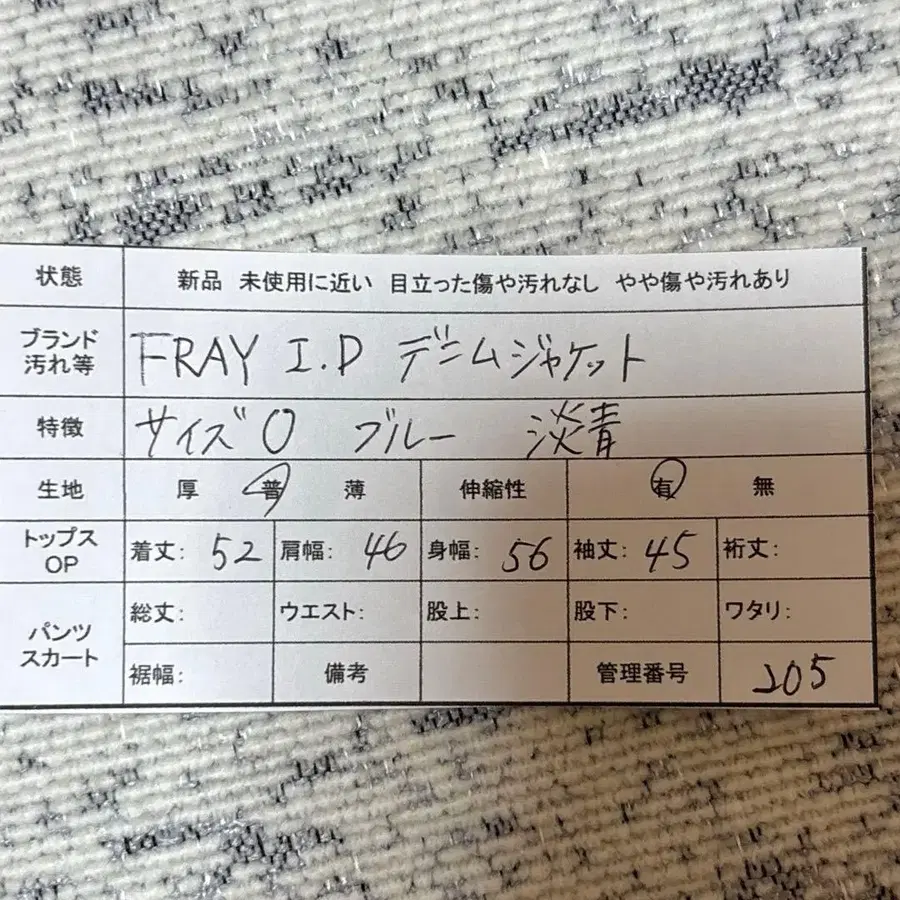 状態 新品 未使用に近い 目立った傷や汚れなし やや傷や汚れあり
ブランド
汚れ等 FRAY I.D デニムジャケット
特徴 サイズ0 ブルー 淡青
生地 厚 普 薄 伸縮性 有 無
トップス
OP 着丈: 52 肩幅: 46 身幅: 56 袖丈: 45 裄丈:
パンツ
スカート 総丈: ウエスト: 股上: 股下: ワタリ:
裾幅: 備考 管理番号 205